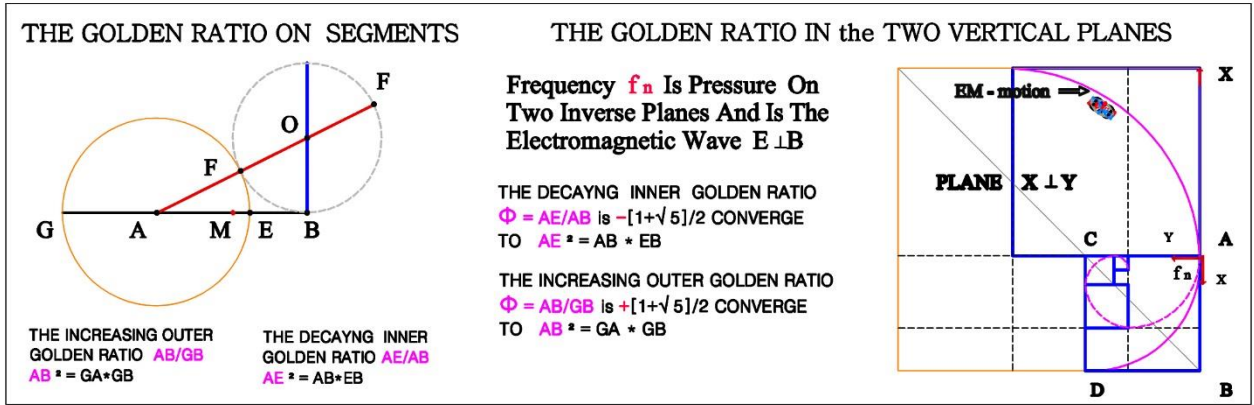 THE GOLDEN RATIO ON SEGMENTS
F
O
F
G
A
M
E
B
THE INCREASING OUTER
GOLDEN RATIO AB/GB
AB ² = GA*GB
THE DECAYNG INNER
GOLDEN RATIO AE/AB
AE ² = AB*EB
THE GOLDEN RATIO IN the TWO VERTICAL PLANES
Frequency f n Is Pressure On
Two Inverse Planes And Is The
Electromagnetic Wave E ⊥B
THE DECAYNG INNER GOLDEN RATIO
Φ = AE/AB is −[1+√5]/2 CONVERGE
TO AE ² = AB * EB
THE INCREASING OUTER GOLDEN RATIO
Φ = AB/GB is +[1+√5]/2 CONVERGE
TO AB ² = GA * GB
X
EM - motion ⇒
PLANE X ⊥ Y
C
Y
A
f n
X
D
B